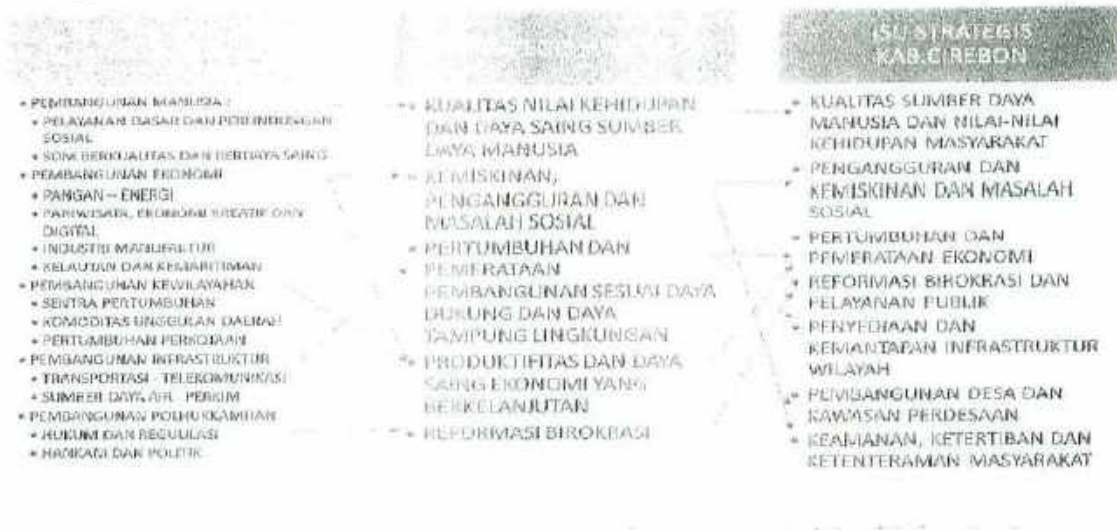 ISU STRATEGIS
KAB.CIREBON
• PEMBANGUNAN MANUSIA :
• PELAYANAN DASAR DAN PERLINDUNGAN
SOSIAL
• SDM BERKUALITAS DAN BERDAYA SAING
• PEMBANGUNAN EKONOMI
• PANGAN – ENERGI
• PARIWISATA, EKONOMI KREATIF DAN
DIGITAL
• INDUSTRI MANUFAKTUR
• KELAUTAN DAN KEMARITIMAN
• PEMBANGUNAN KEWILAYAHAN
• SENTRA PERTUMBUHAN
• KOMODITAS UNGGULAN DAERAH
• PERTUMBUHAN PERKOTAAN
• PEMBANGUNAN INFRASTRUKTUR
• TRANSPORTASI - TELEKOMUNIKASI
• SUMBER DAYA AIR - PERKIM
• PEMBANGUNAN POLHUKKAMHAN
• HUKUM DAN REGUULASI
• HANKAM DAN POLITIK
• KUALITAS NILAI KEHIDUPAN
DAN DAYA SAING SUMBER
DAYA MANUSIA
• KEMISKINAN,
PENGANGGURAN DAN
MASALAH SOSIAL
• PERTUMBUHAN DAN
• PEMERATAAN
PEMBANGUNAN SESUAI DAYA
DUKUNG DAN DAYA
TAMPUNG LINGKUNGAN
• PRODUKTIFITAS DAN DAYA
SAING EKONOMI YANG
BERKELANJUTAN
• REFORMASI BIROKRASI
• KUALITAS SUMBER DAYA
MANUSIA DAN NILAI-NILAI
KEHIDUPAN MASYARAKAT
• PENGANGGURAN DAN
KEMISKINAN DAN MASALAH
SOSIAL
• PERTUMBUHAN DAN
PEMERATAAN EKONOMI
• REFORMASI BIROKRASI DAN
PELAYANAN PUBLIK
• PENYEDIAAN DAN
KEMANTAPAN INFRASTRUKTUR
WILAYAH
• PEMBANGUNAN DESA DAN
KAWASAN PERDESAAN
• KEAMANAN, KETERTIBAN DAN
KETENTERAMAN MASYARAKAT